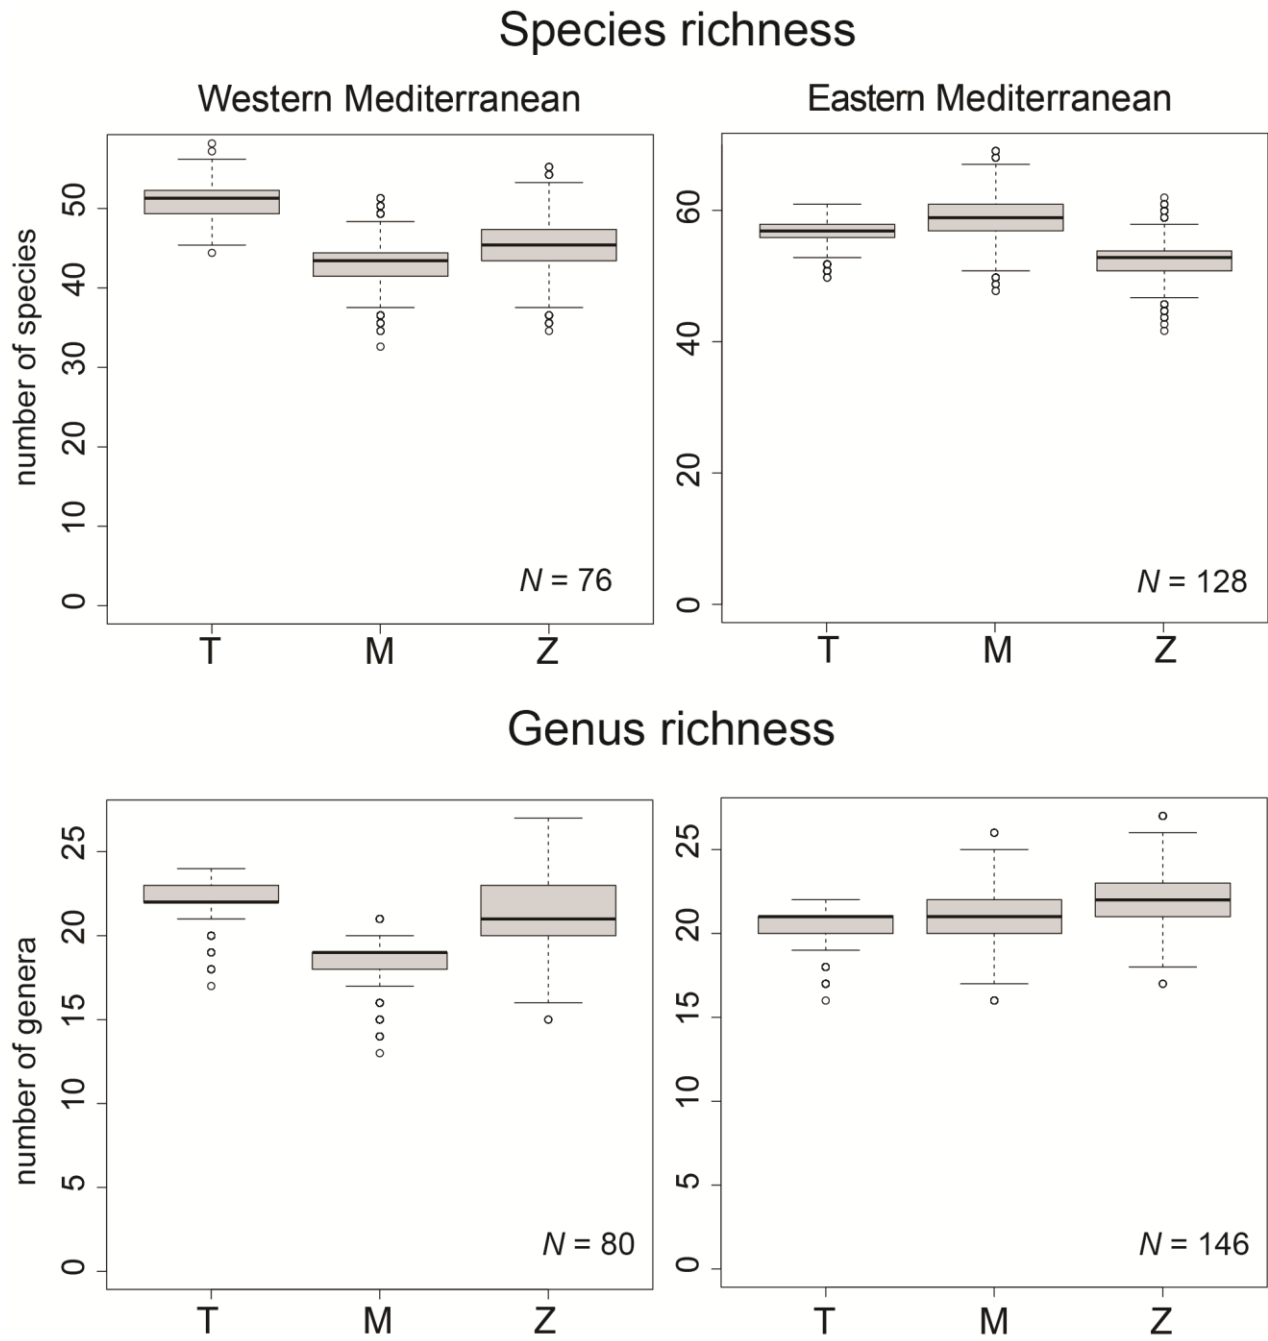 Species richness
Western Mediterranean
Eastern Mediterranean
number of species
50
40
30
20
10
0
N = 76
T
M
Z
60
40
20
0
N = 128
T
M
Z
Genus richness
number of genera
25
20
15
10
5
0
N = 80
T
M
Z
25
20
15
10
5
0
N = 146
T
M
Z